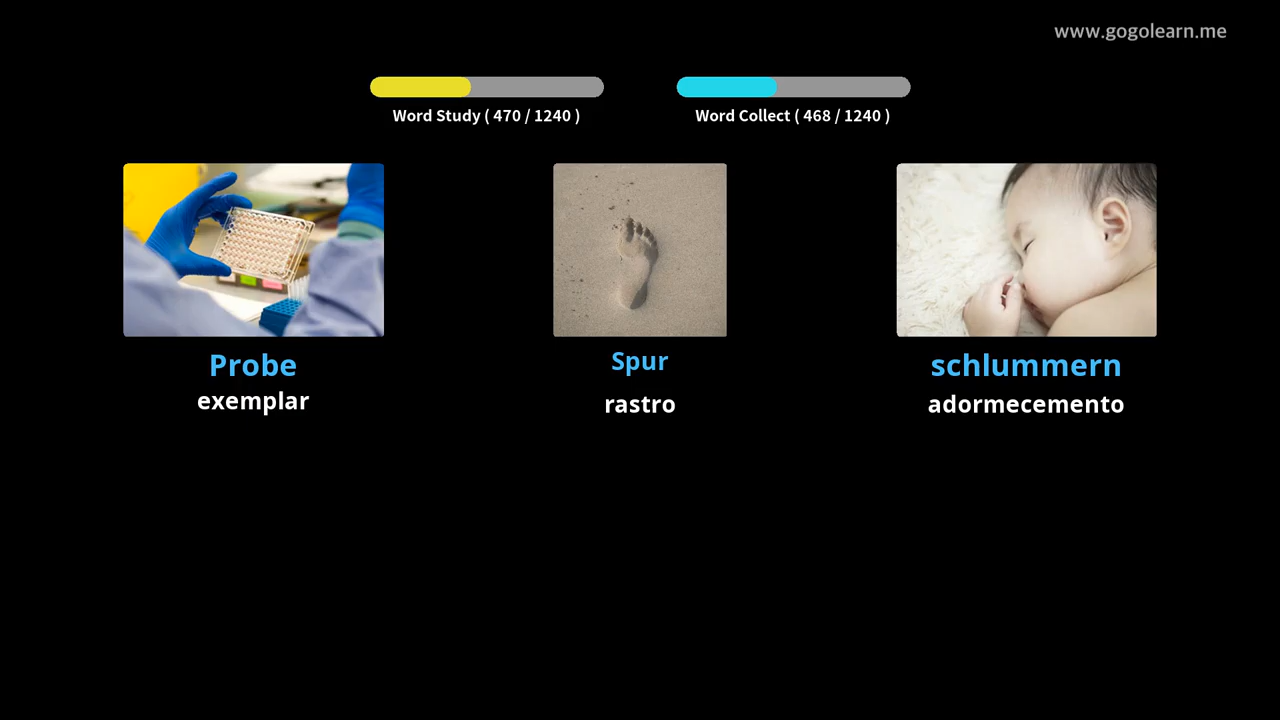 www.gogolearn.me
Word Study ( 470 / 1240 )
Word Collect ( 468 / 1240 )
Probe
exemplar
Spur
rastro
schlummern
adormecemento